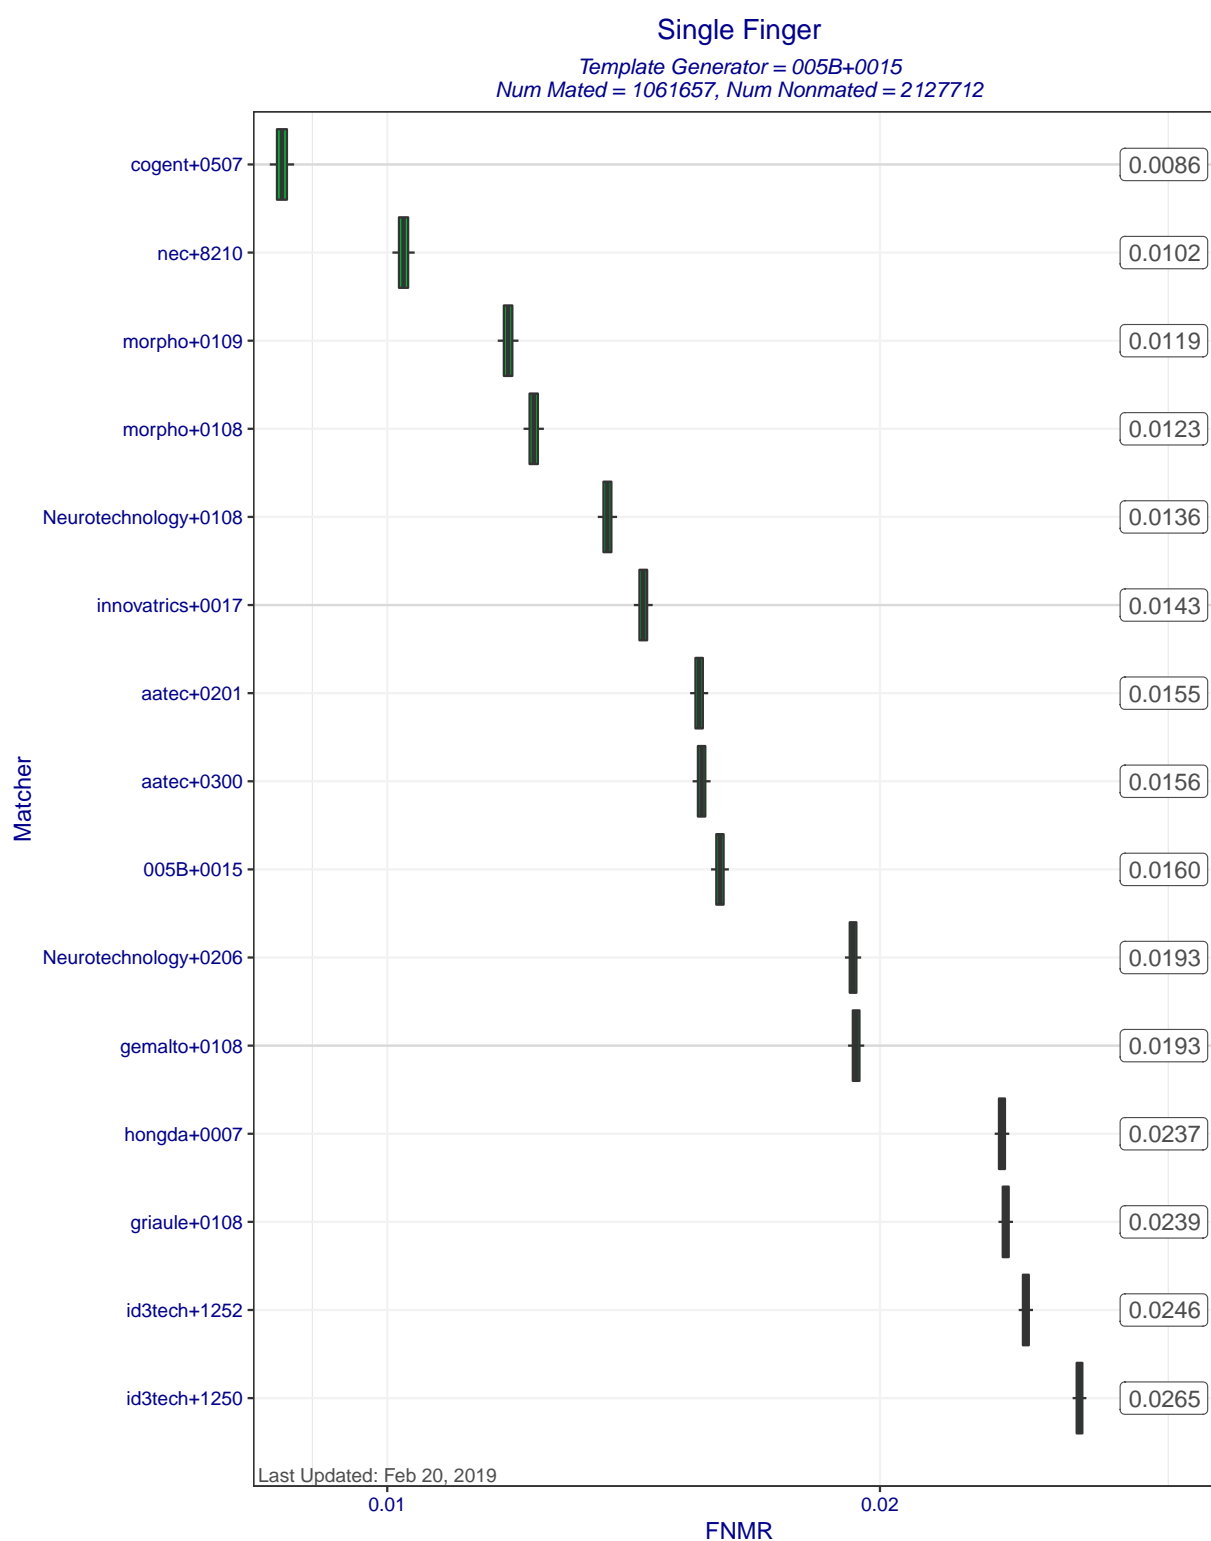 Single Finger
Template Generator = 005B+0015
Num Mated = 1061657, Num Nonmated = 2127712
cogent+0507 0.0086
nec+8210 0.0102
morpho+0109 0.0119
morpho+0108 0.0123
Neurotechnology+0108 0.0136
innovatrics+0017 0.0143
aatec+0201 0.0155
aatec+0300 0.0156
005B+0015 0.0160
Neurotechnology+0206 0.0193
gemalto+0108 0.0193
hongda+0007 0.0237
griaule+0108 0.0239
id3tech+1252 0.0246
id3tech+1250 0.0265
Matcher
Last Updated: Feb 20, 2019
0.01 0.02
FNMR